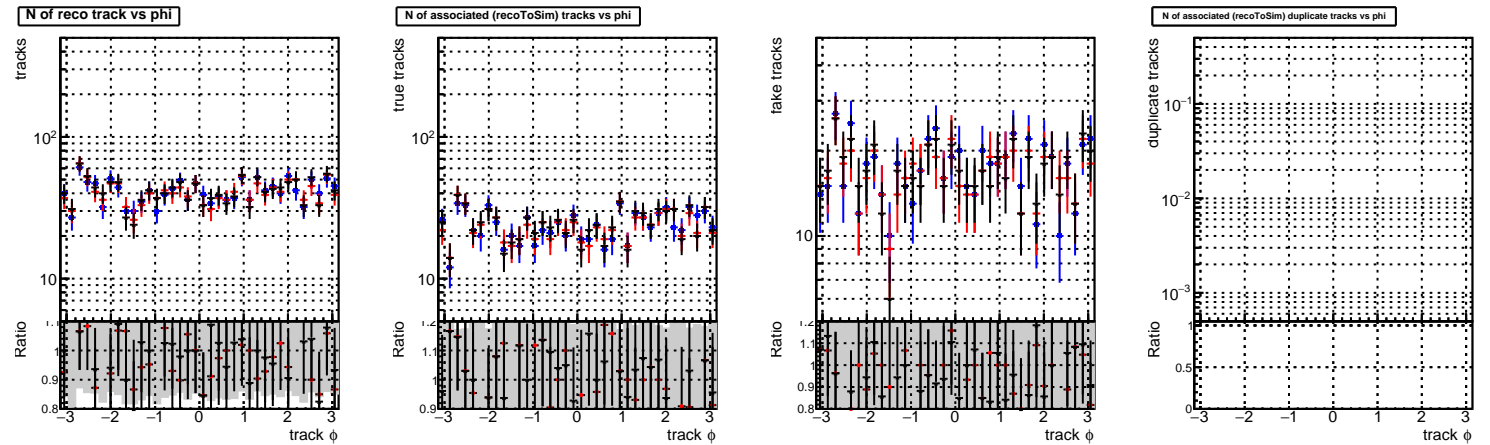 N of reco track vs phi
tracks
10²
10
Ratio
1.1
1
0.9
0.8
−3 −2 −1 0 1 2 3
track ϕ
N of associated (recoToSim) tracks vs phi
true tracks
10²
10
Ratio
1.2
1.1
1
0.9
−3 −2 −1 0 1 2 3
track ϕ
fake tracks
10
Ratio
1.2
1.1
1
0.9
0.8
−3 −2 −1 0 1 2 3
track ϕ
N of associated (recoToSim) duplicate tracks vs phi
duplicate tracks
10⁻¹
10⁻²
10⁻³
Ratio
1
0.5
0
−3 −2 −1 0 1 2 3
track ϕ